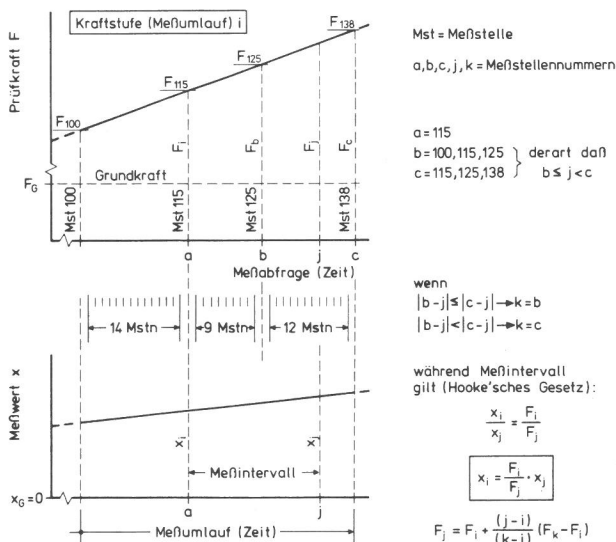 Kraftstufe (Meßumlauf) i
Prüfkraft F
F100
F115
F125
F138
Fi
Fb
Fj
Fc
FG
Grundkraft
Mst 100
Mst 115
Mst 125
Mst 138
a
b
j
c
Meßabfrage (Zeit)
14 Mstn
9 Mstn
12 Mstn
Meßwert x
xi
xj
Meßintervall
xG=0
a
j
Meßumlauf (Zeit)
Mst = Meßstelle
a,b,c,j,k = Meßstellennummern
a = 115
b = 100,115,125 } derart daß
c = 115,125,138 } b ≤ j < c
wenn
|b-j| ≤ |c-j| → k = b
|b-j| < |c-j| → k = c
während Meßintervall
gilt (Hooke'sches Gesetz):
xi / xj = Fi / Fj
xi = Fi / Fj · xj
Fj = Fi + (j-i) / (k-i) (Fk - Fi)